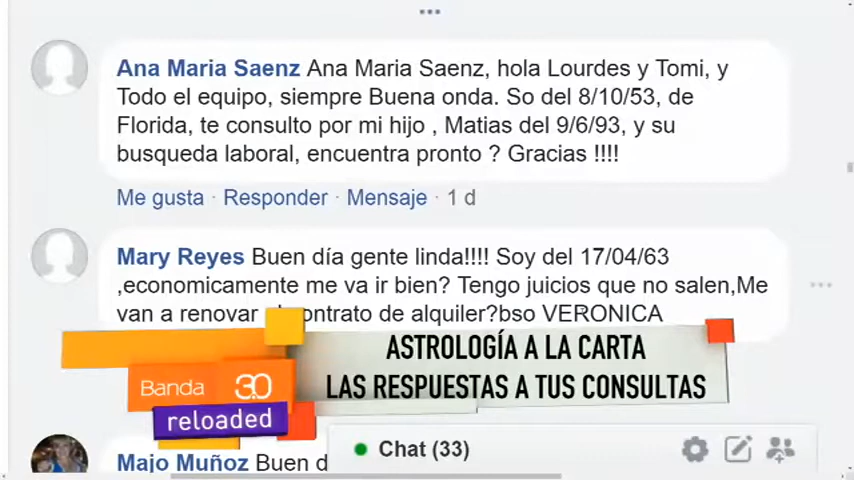 Ana Maria Saenz Ana Maria Saenz, hola Lourdes y Tomi, y
Todo el equipo, siempre Buena onda. So del 8/10/53, de
Florida, te consulto por mi hijo , Matias del 9/6/93, y su
busqueda laboral, encuentra pronto ? Gracias !!!!
Me gusta · Responder · Mensaje · 1 d
Mary Reyes Buen día gente linda!!!! Soy del 17/04/63
,economicamente me va ir bien? Tengo juicios que no salen,Me
van a renovar contrato de alquiler?bso VERONICA
ASTROLOGÍA A LA CARTA
LAS RESPUESTAS A TUS CONSULTAS
Banda 3.0
reloaded
Chat (33)
Majo Muñoz Buen d